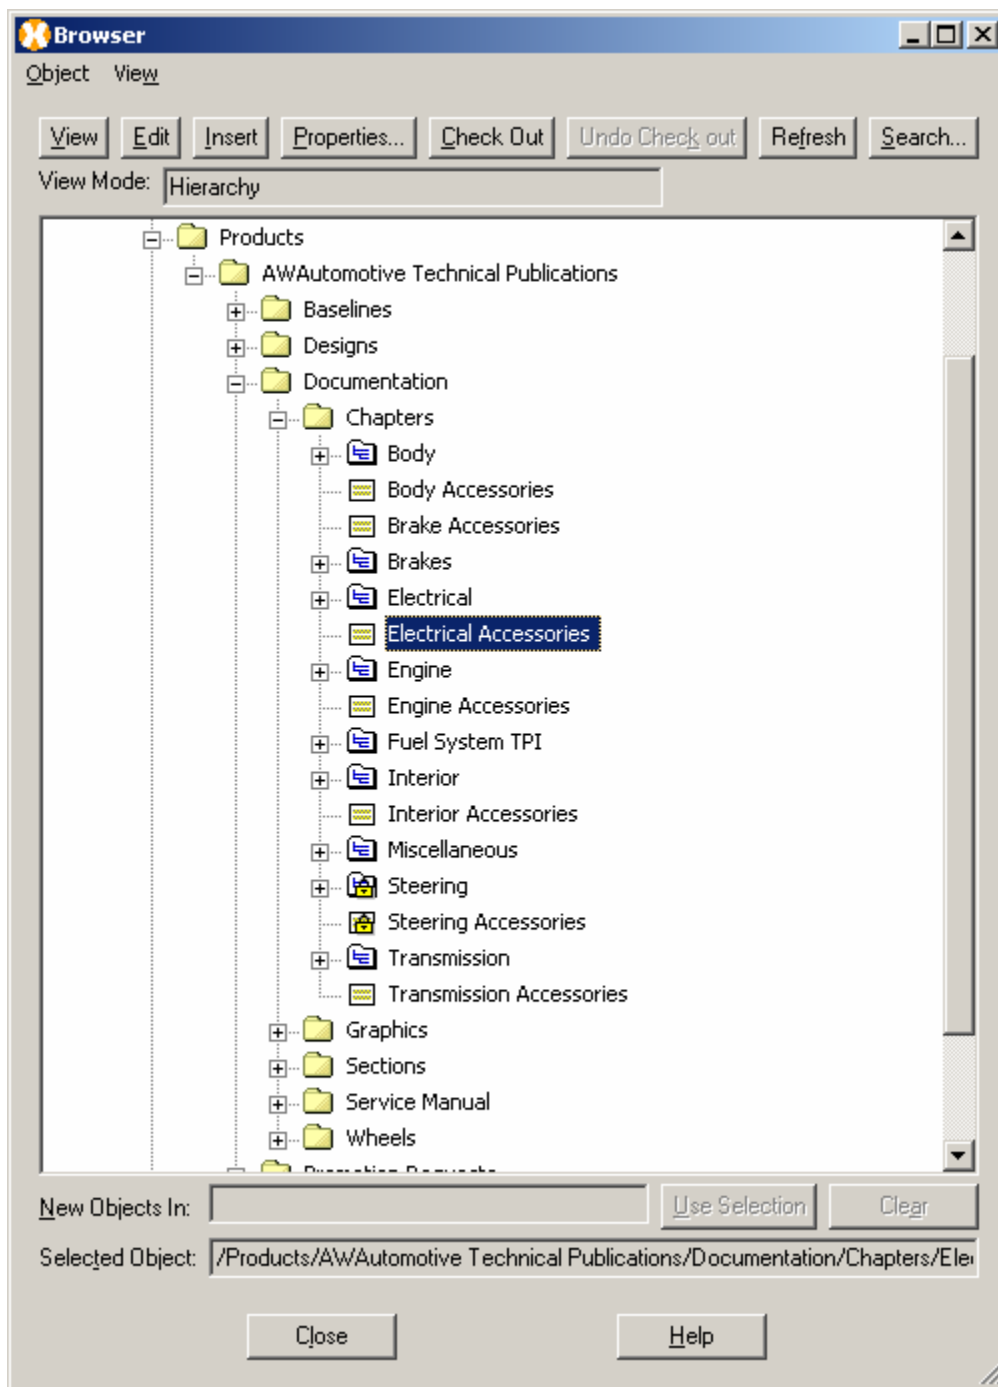 Browser
Object View
View Edit Insert Properties... Check Out Undo Check out Refresh Search...
View Mode: Hierarchy
Products
AWAutomotive Technical Publications
Baselines
Designs
Documentation
Chapters
Body
Body Accessories
Brake Accessories
Brakes
Electrical
Electrical Accessories
Engine
Engine Accessories
Fuel System TPI
Interior
Interior Accessories
Miscellaneous
Steering
Steering Accessories
Transmission
Transmission Accessories
Graphics
Sections
Service Manual
Wheels
Promotion Requests
New Objects In: Use Selection Clear
Selected Object: /Products/AWAutomotive Technical Publications/Documentation/Chapters/Elec
Close Help